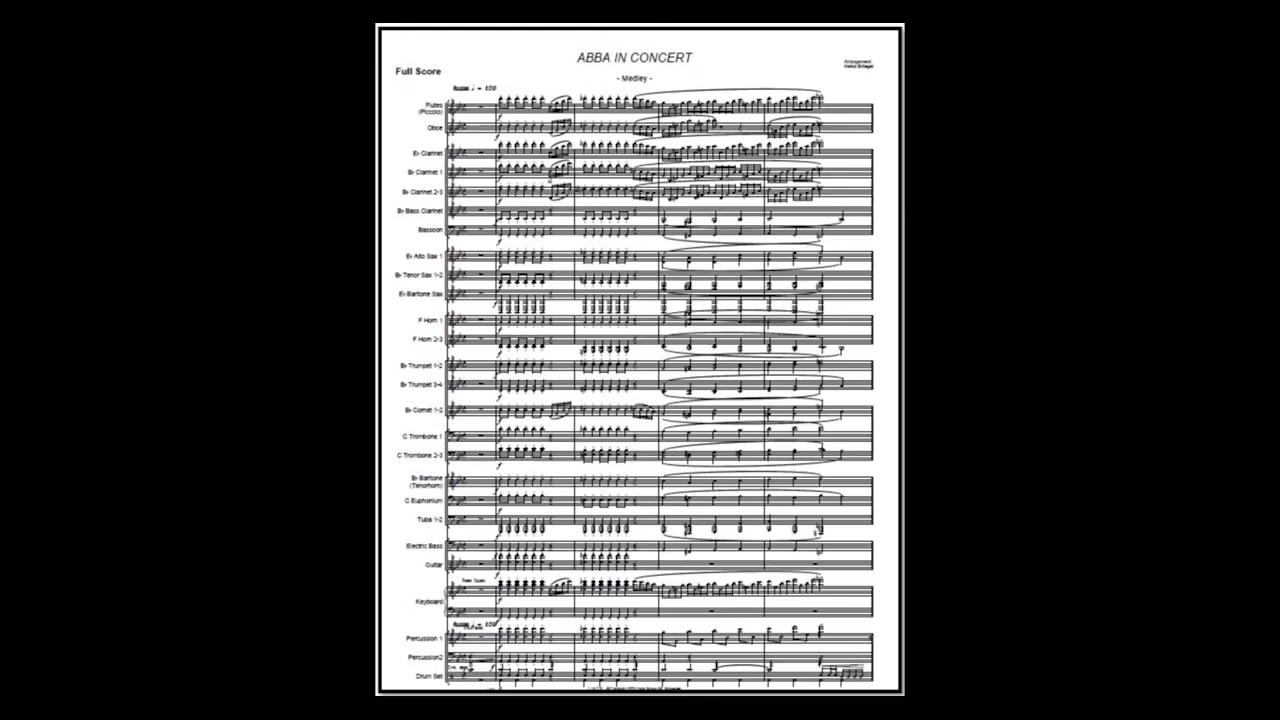 ABBA IN CONCERT
Full Score
- Medley -
Arrangement:
♩ = 120
Flutes
(Piccolo)
Oboe
E♭ Clarinet
B♭ Clarinet 1
B♭ Clarinet 2-3
B♭ Bass Clarinet
Bassoon
E♭ Alto Sax 1
B♭ Tenor Sax 1-2
E♭ Baritone Sax
F Horn 1
F Horn 2-3
B♭ Trumpet 1-2
B♭ Trumpet 3-4
B♭ Cornet 1-2
C Trombone 1
C Trombone 2-3
B♭ Baritone
(Tenorhorn)
C Euphonium
Tuba 1-2
Electric Bass
Guitar
Keyboard
♩ = 120
Percussion 1
Percussion2
Drum Set